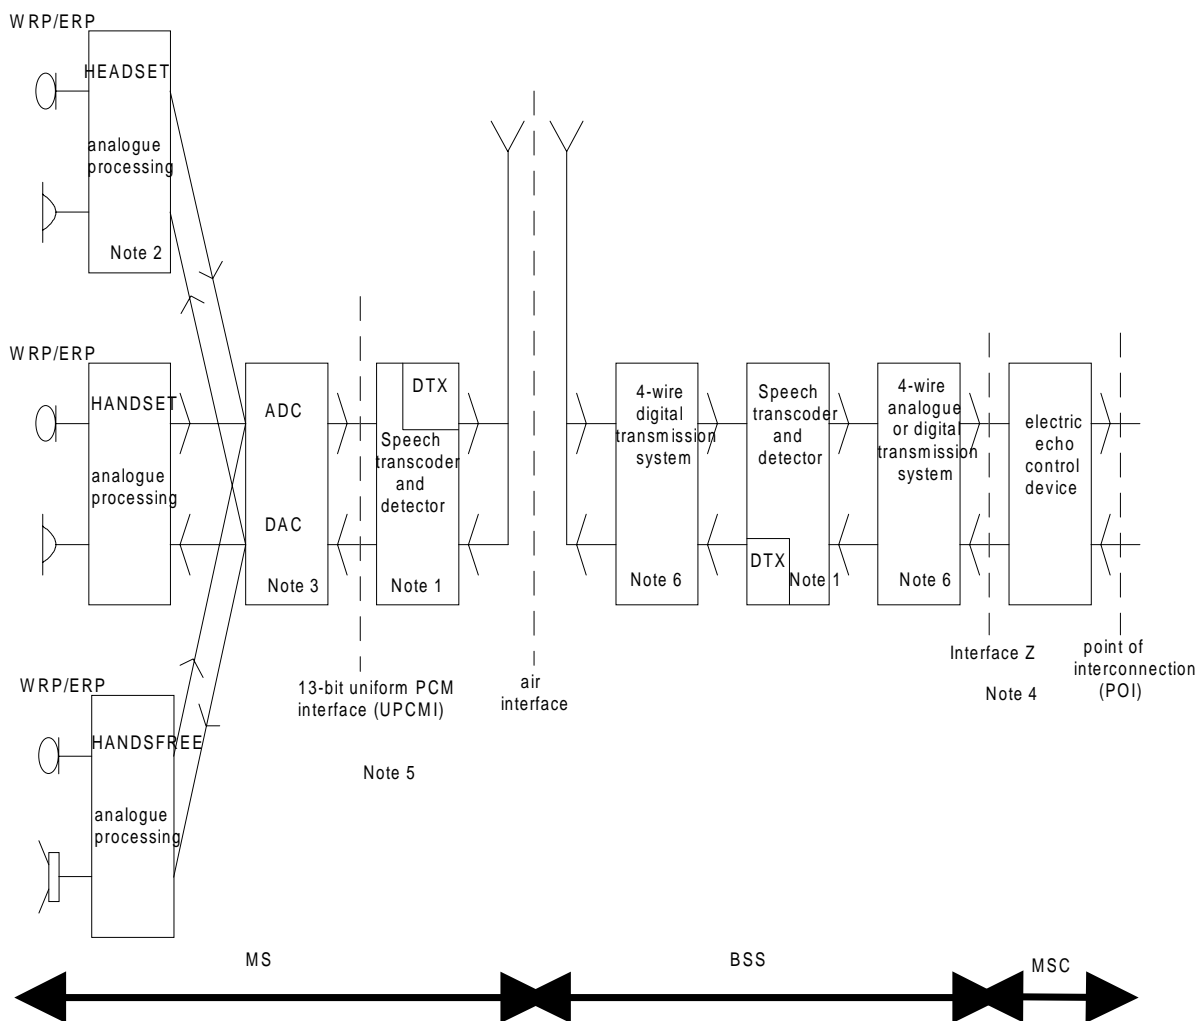 WRP/ERP
HEADSET
analogue
processing
Note 2
WRP/ERP
HANDSET
analogue
processing
ADC
DAC
Note 3
DTX
Speech
transcoder
and
detector
Note 1
4-wire
digital
transmission
system
Note 6
Speech
transcoder
and
detector
DTX
Note 1
4-wire
analogue
or digital
transmission
system
Note 6
electric
echo
control
device
WRP/ERP
HANDSFREE
analogue
processing
13-bit uniform PCM
interface (UPCMI)
Note 5
air
interface
Interface Z
Note 4
point of
interconnection
(POI)
MS
BSS
MSC